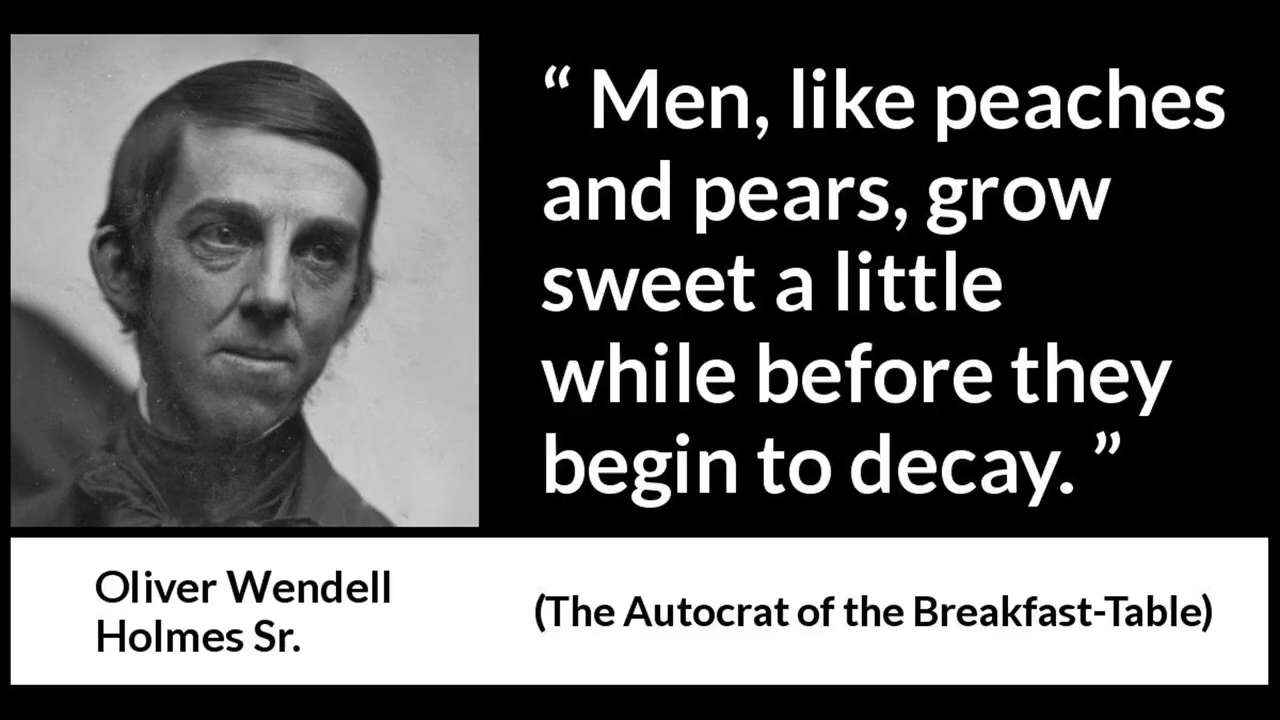 “ Men, like peaches
and pears, grow
sweet a little
while before they
begin to decay. ”
Oliver Wendell
Holmes Sr.
(The Autocrat of the Breakfast-Table)